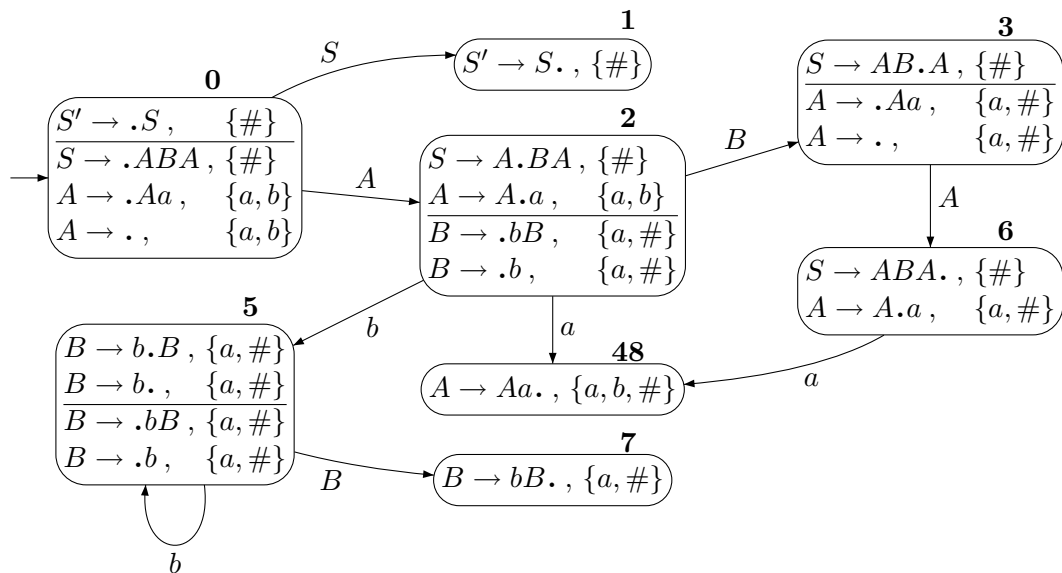 0
S′ → .S , {#}
S → .ABA , {#}
A → .Aa , {a, b}
A → . , {a, b}
S
1
S′ → S. , {#}
A
2
S → A.BA , {#}
A → A.a , {a, b}
B → .bB , {a, #}
B → .b , {a, #}
B
3
S → AB.A , {#}
A → .Aa , {a, #}
A → . , {a, #}
A
6
S → ABA. , {#}
A → A.a , {a, #}
b
a
a
5
B → b.B , {a, #}
B → b. , {a, #}
B → .bB , {a, #}
B → .b , {a, #}
48
A → Aa. , {a, b, #}
B
7
B → bB. , {a, #}
b